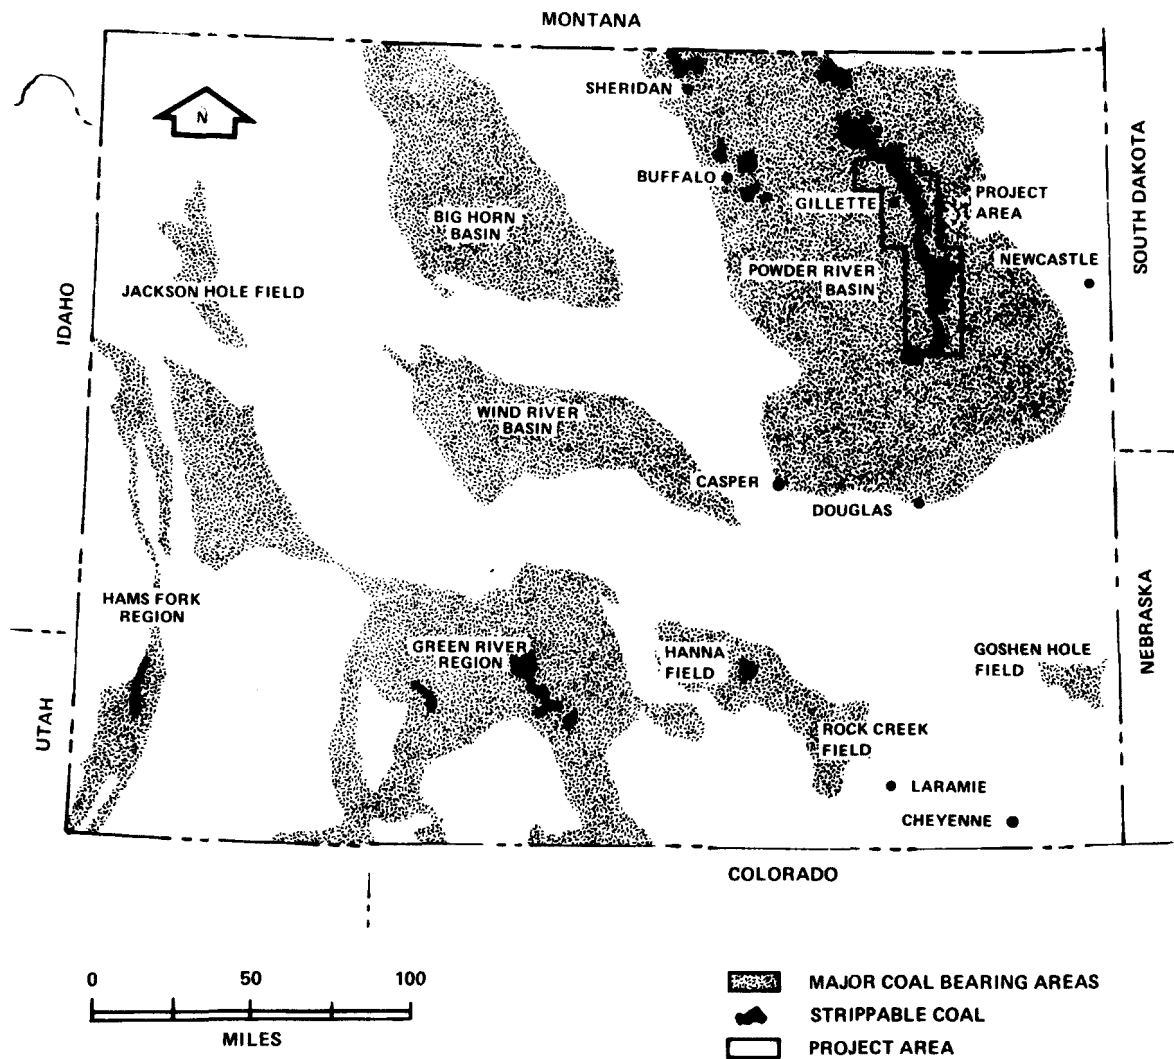 MONTANA
N
SHERIDAN
BUFFALO
GILLETTE
PROJECT
AREA
SOUTH DAKOTA
BIG HORN
BASIN
POWDER RIVER
BASIN
NEWCASTLE
JACKSON HOLE FIELD
IDAHO
WIND RIVER
BASIN
CASPER
DOUGLAS
HAMS FORK
REGION
GREEN RIVER
REGION
HANNA
FIELD
GOSHEN HOLE
FIELD
NEBRASKA
UTAH
ROCK CREEK
FIELD
LARAMIE
CHEYENNE
COLORADO
0 50 100
MILES
MAJOR COAL BEARING AREAS
STRIPPABLE COAL
PROJECT AREA